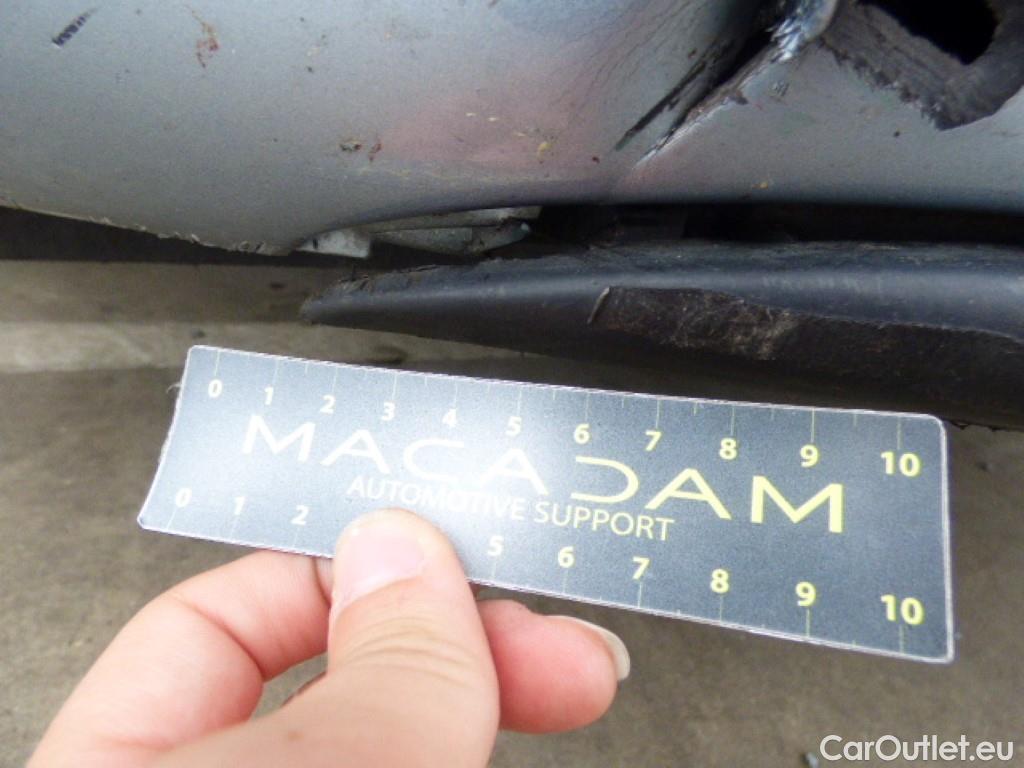 0 1 2 3 4 5 6 7 8 9 10
MACADAM
AUTOMOTIVE SUPPORT
0 1 2 5 6 7 8 9 10
CarOutlet.eu